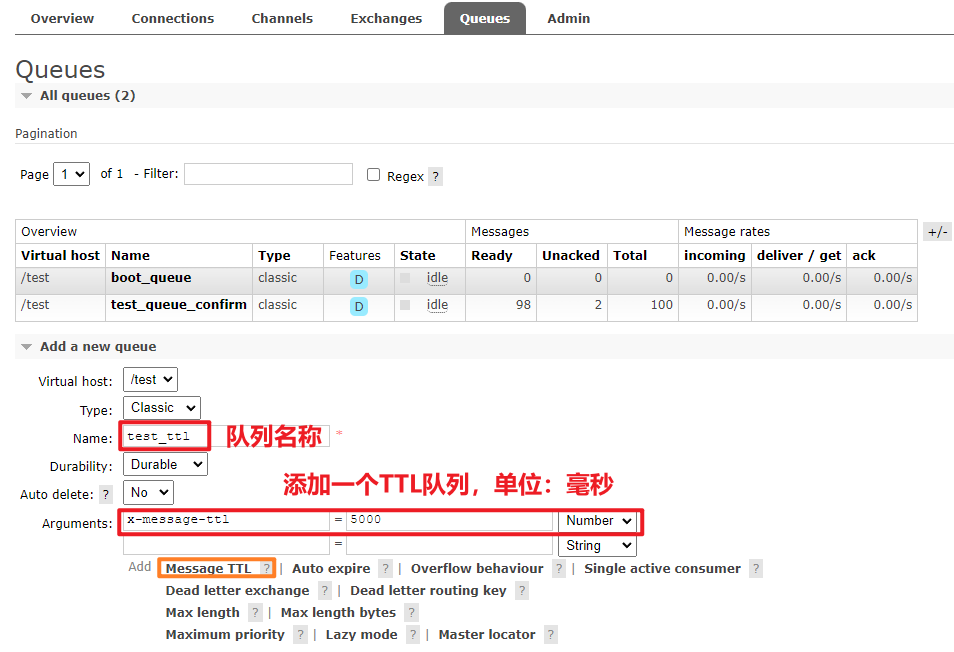 Overview Connections Channels Exchanges Queues Admin
Queues
All queues (2)
Pagination
Page 1 of 1 - Filter: Regex ?
Overview Messages Message rates +/-
Virtual host Name Type Features State Ready Unacked Total incoming deliver / get ack
/test boot_queue classic D idle 0 0 0 0.00/s 0.00/s 0.00/s
/test test_queue_confirm classic D idle 98 2 100 0.00/s 0.00/s 0.00/s
Add a new queue
Virtual host: /test
Type: Classic
Name: test_ttl 队列名称 *
Durability: Durable
Auto delete: ? No 添加一个TTL队列，单位：毫秒
Arguments: x-message-ttl = 5000 Number
= String
Add Message TTL ? | Auto expire ? | Overflow behaviour ? | Single active consumer ?
Dead letter exchange ? | Dead letter routing key ?
Max length ? | Max length bytes ?
Maximum priority ? | Lazy mode ? | Master locator ?